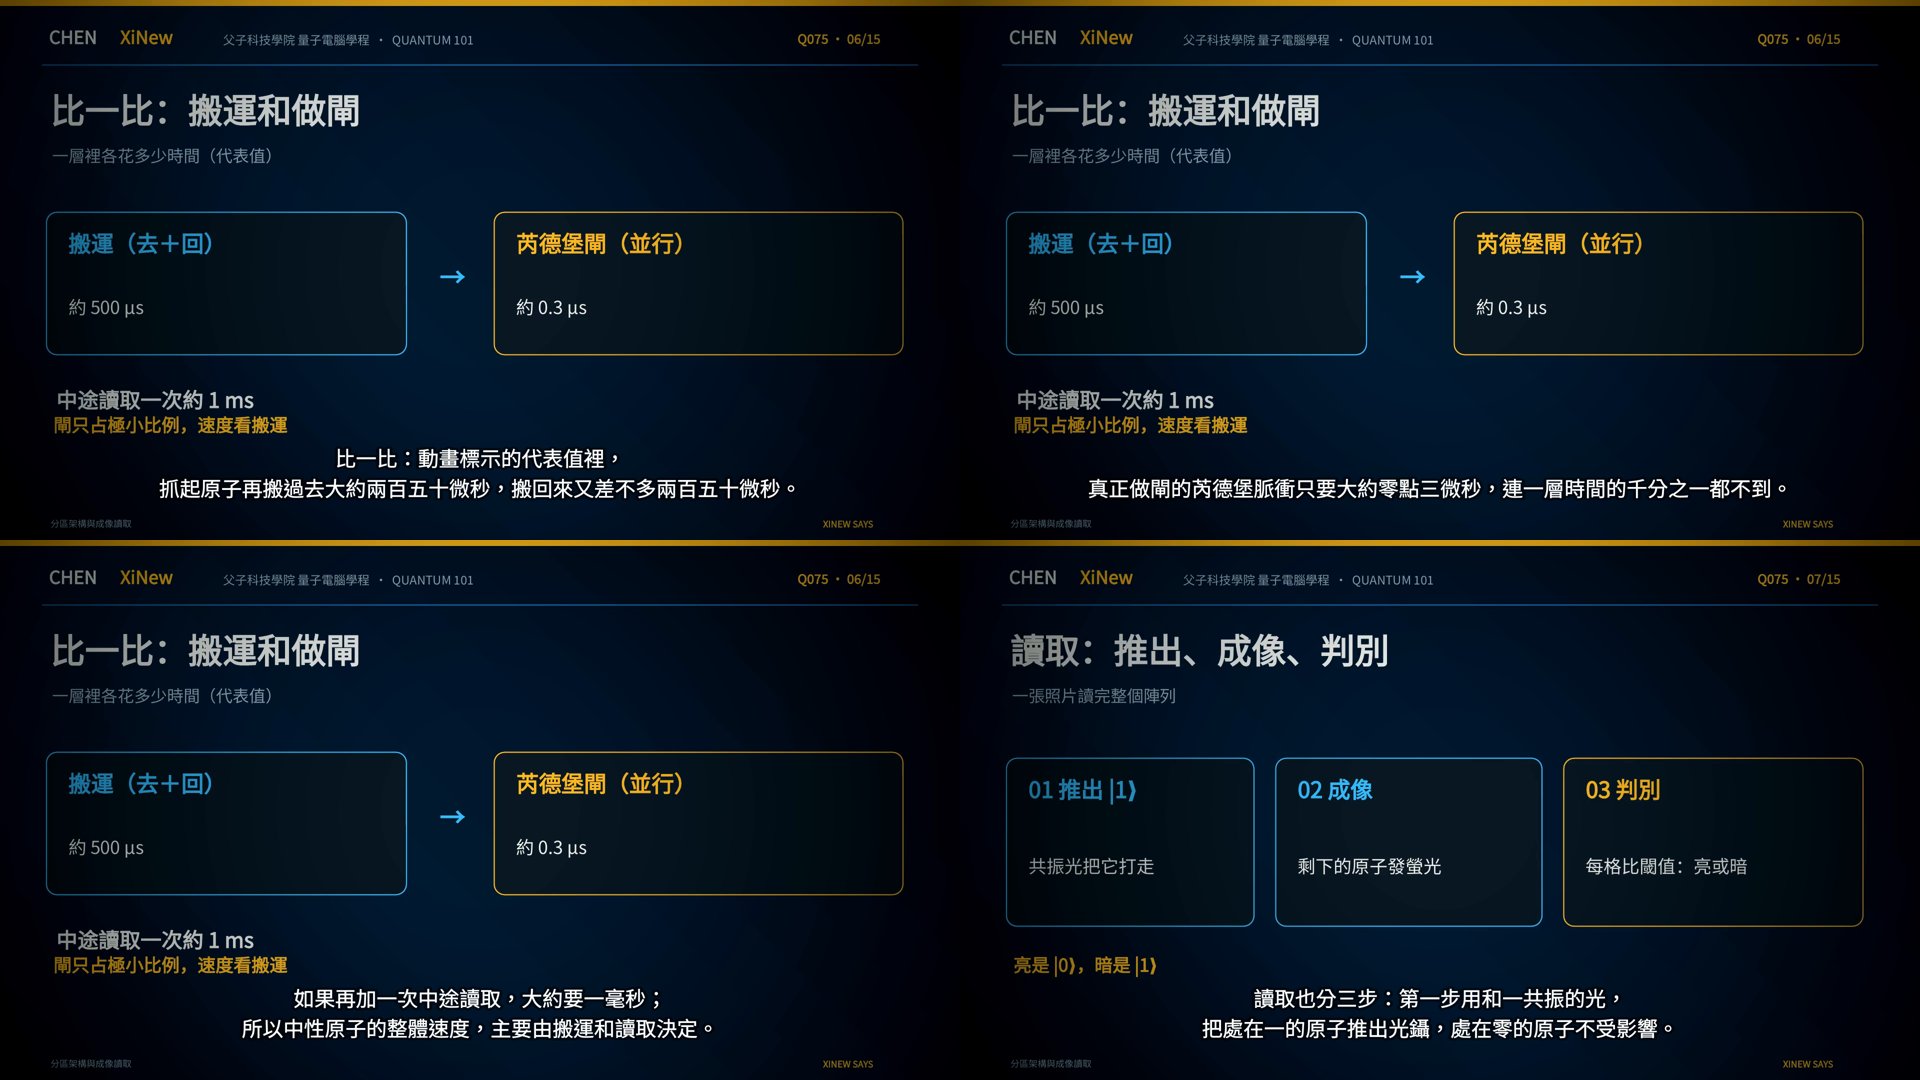 CHEN XiNew 父子科技學院 量子電腦學程 · QUANTUM 101 Q075 · 06/15
比一比：搬運和做閘
一層裡各花多少時間（代表值）
搬運（去＋回）
約 500 μs
→
芮德堡閘（並行）
約 0.3 μs
中途讀取一次約 1 ms
閘只占極小比例，速度看搬運
比一比：動畫標示的代表值裡，
抓起原子再搬過去大約兩百五十微秒，搬回來又差不多兩百五十微秒。
分區架構與成像讀取 XINEW SAYS
CHEN XiNew 父子科技學院 量子電腦學程 · QUANTUM 101 Q075 · 06/15
比一比：搬運和做閘
一層裡各花多少時間（代表值）
搬運（去＋回）
約 500 μs
→
芮德堡閘（並行）
約 0.3 μs
中途讀取一次約 1 ms
閘只占極小比例，速度看搬運
真正做閘的芮德堡脈衝只要大約零點三微秒，連一層時間的千分之一都不到。
分區架構與成像讀取 XINEW SAYS
CHEN XiNew 父子科技學院 量子電腦學程 · QUANTUM 101 Q075 · 06/15
比一比：搬運和做閘
一層裡各花多少時間（代表值）
搬運（去＋回）
約 500 μs
→
芮德堡閘（並行）
約 0.3 μs
中途讀取一次約 1 ms
閘只占極小比例，速度看搬運
如果再加一次中途讀取，大約要一毫秒；
所以中性原子的整體速度，主要由搬運和讀取決定。
分區架構與成像讀取 XINEW SAYS
CHEN XiNew 父子科技學院 量子電腦學程 · QUANTUM 101 Q075 · 07/15
讀取：推出、成像、判別
一張照片讀完整個陣列
01 推出 |1⟩
共振光把它打走
02 成像
剩下的原子發螢光
03 判別
每格比閾值：亮或暗
亮是 |0⟩，暗是 |1⟩
讀取也分三步：第一步用和一共振的光，
把處在一的原子推出光鑷，處在零的原子不受影響。
分區架構與成像讀取 XINEW SAYS